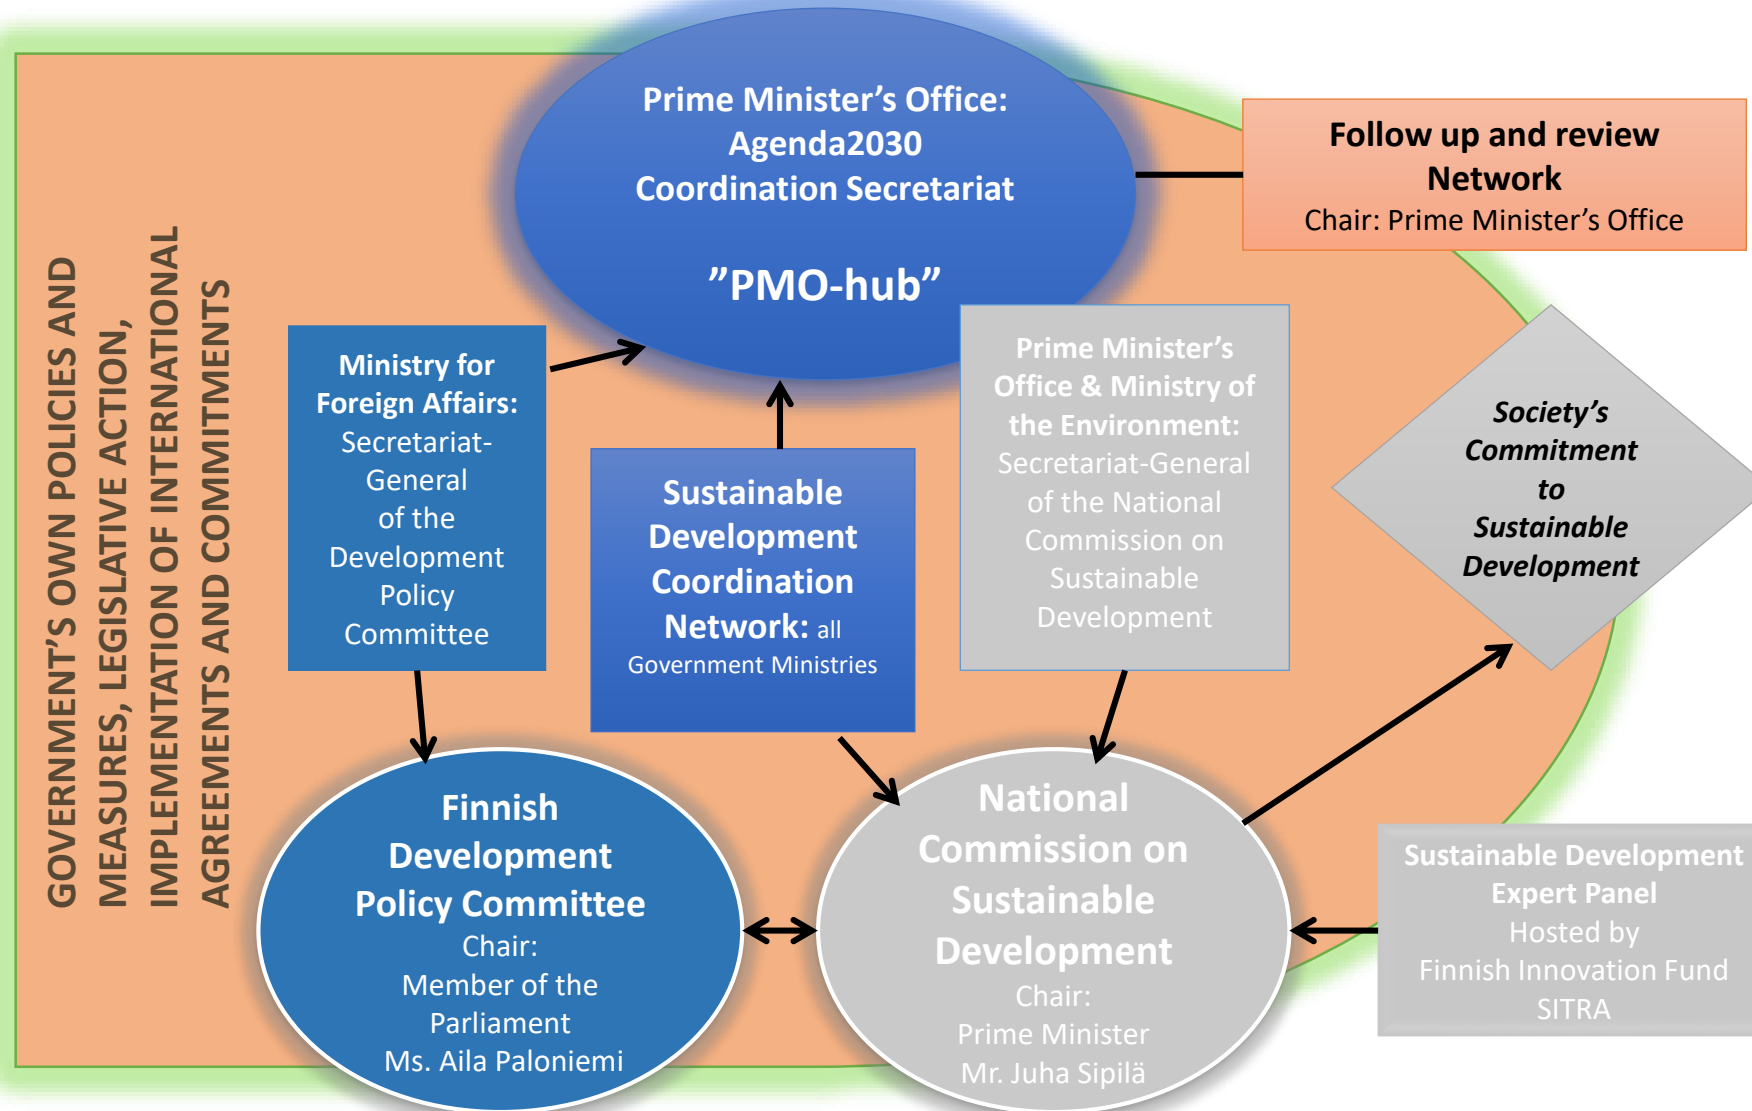 GOVERNMENT'S OWN POLICIES AND
MEASURES, LEGISLATIVE ACTION,
IMPLEMENTATION OF INTERNATIONAL
AGREEMENTS AND COMMITMENTS
Prime Minister's Office:
Agenda2030
Coordination Secretariat
”PMO-hub”
Follow up and review
Network
Chair: Prime Minister's Office
Ministry for
Foreign Affairs:
Secretariat-
General
of the
Development
Policy
Committee
Sustainable
Development
Coordination
Network: all
Government Ministries
Prime Minister's
Office & Ministry of
the Environment:
Secretariat-General
of the National
Commission on
Sustainable
Development
Society's
Commitment
to
Sustainable
Development
Finnish
Development
Policy Committee
Chair:
Member of the
Parliament
Ms. Aila Paloniemi
National
Commission on
Sustainable
Development
Chair:
Prime Minister
Mr. Juha Sipilä
Sustainable Development
Expert Panel
Hosted by
Finnish Innovation Fund
SITRA